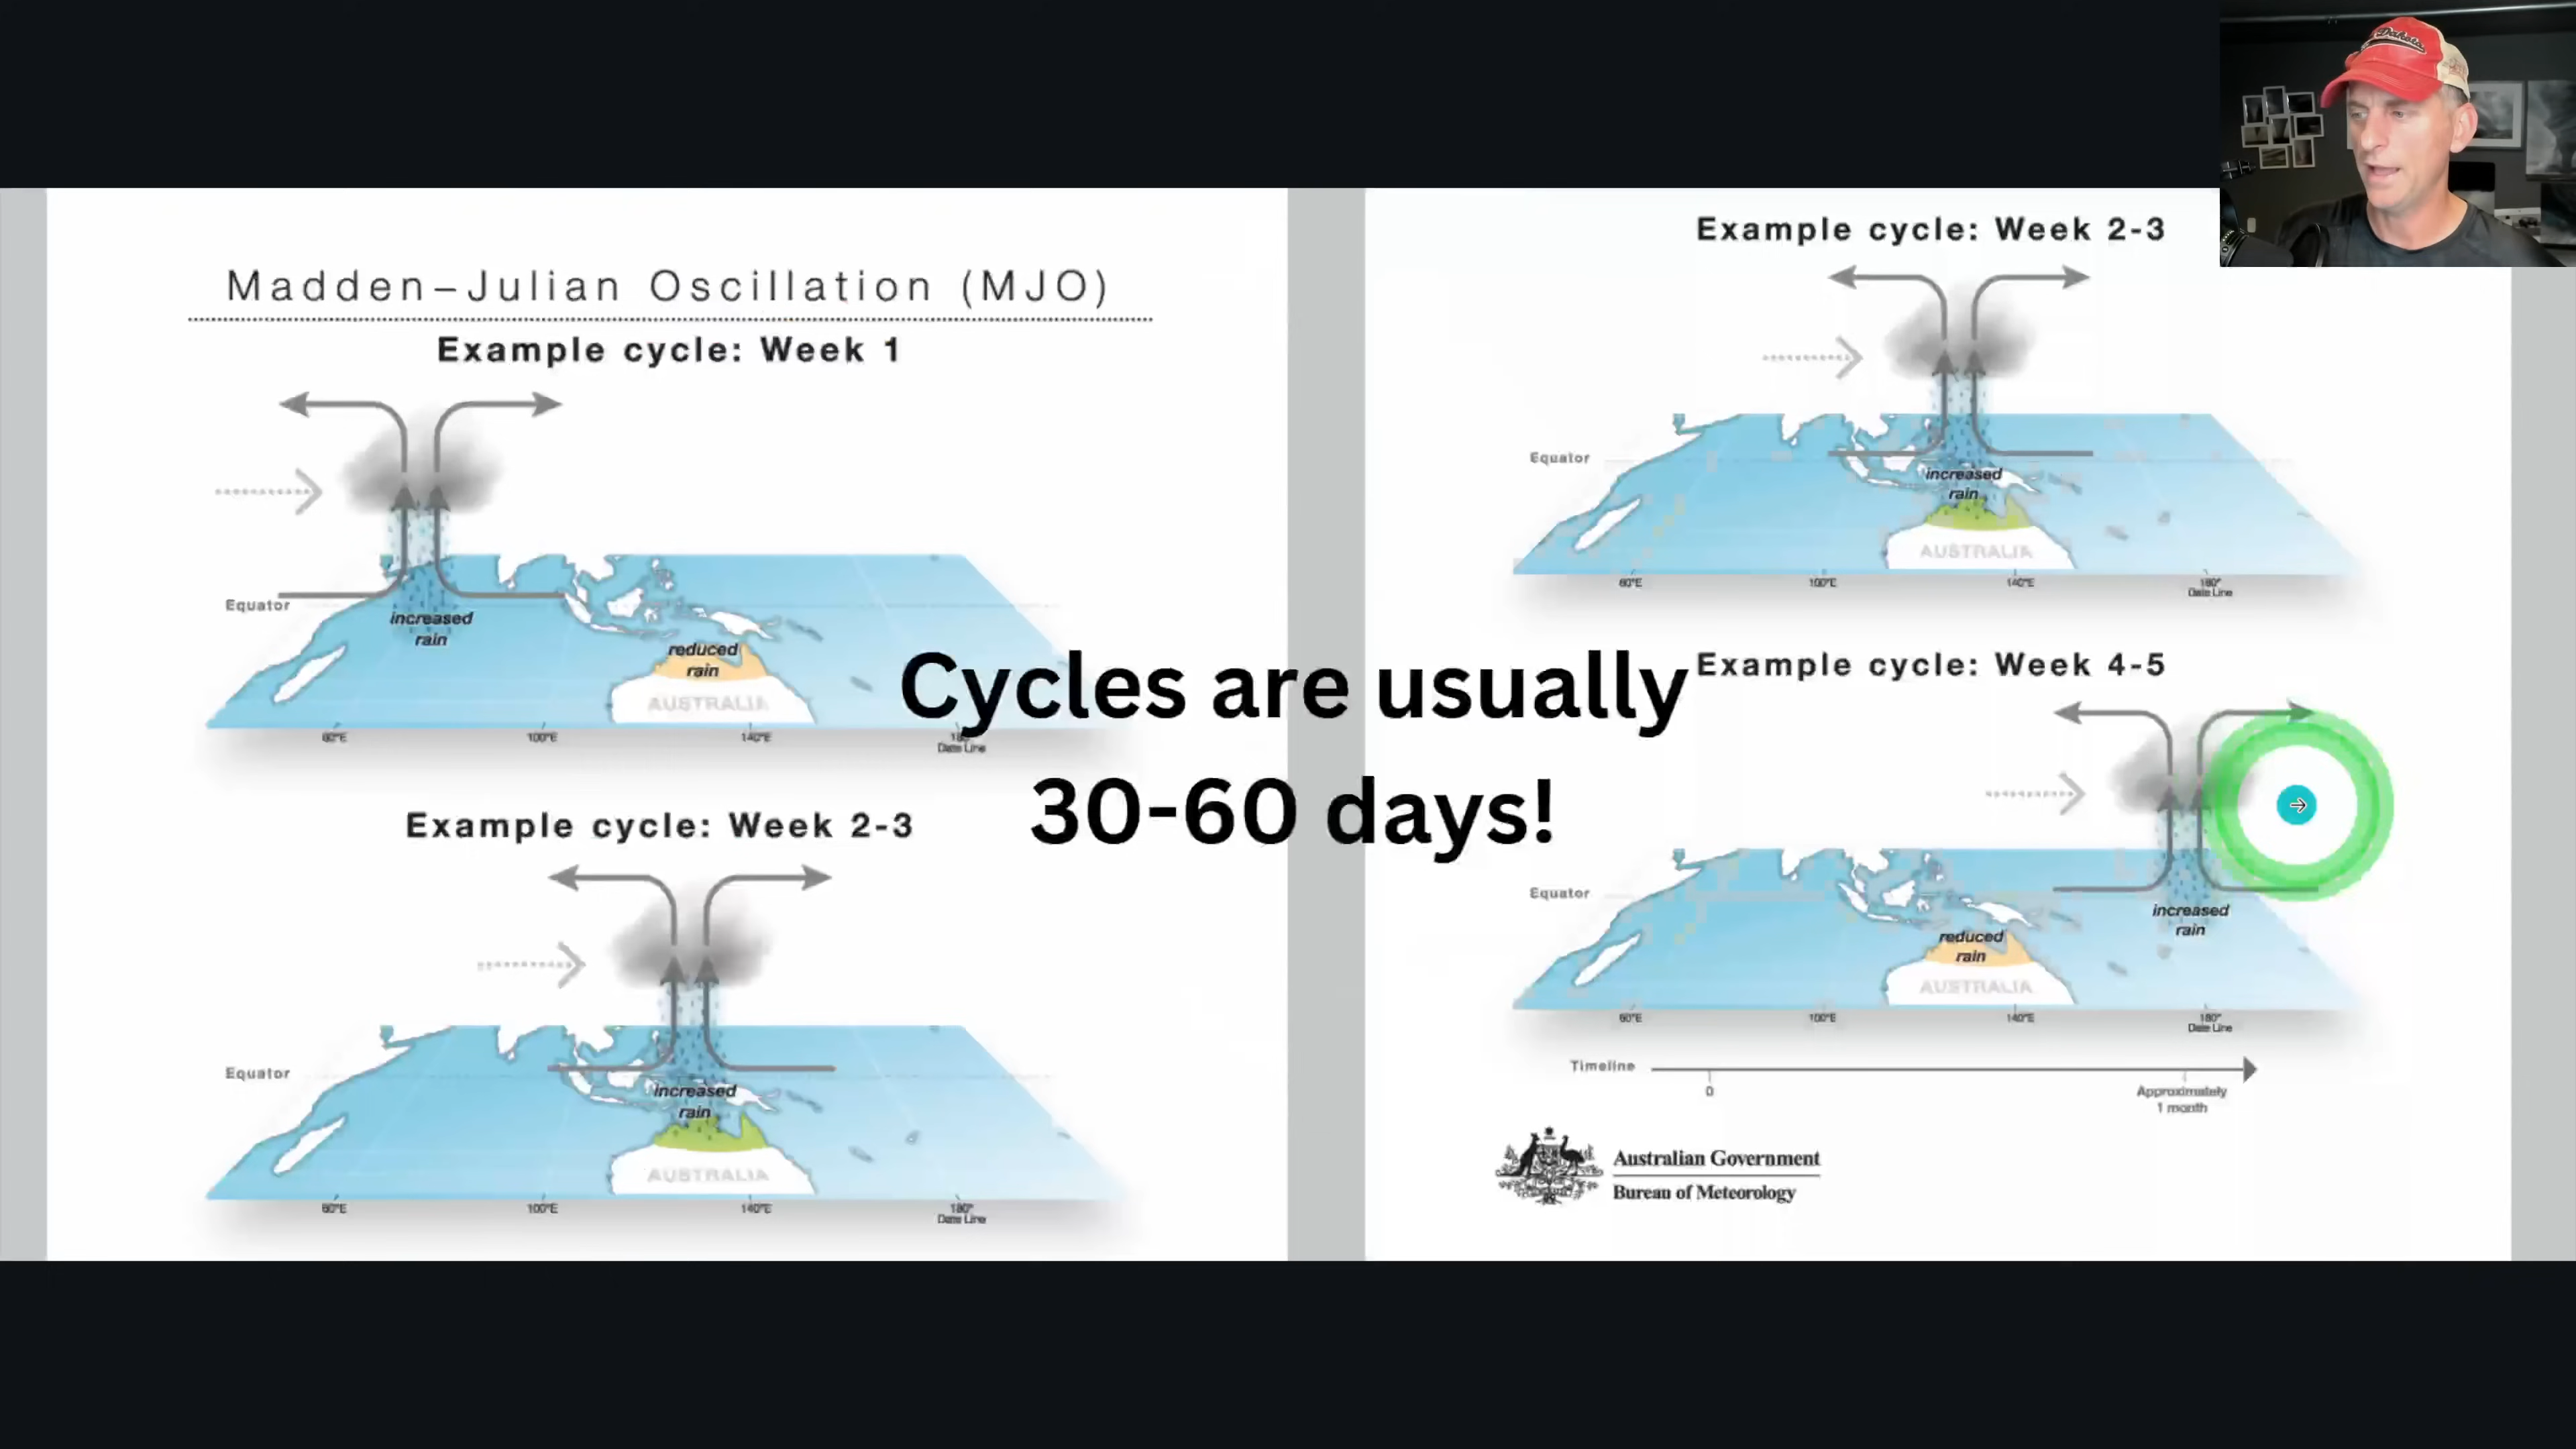 Dakota
Madden–Julian Oscillation (MJO)
Example cycle: Week 1
Equator
increased
rain
reduced
rain
AUSTRALIA
60°E
100°E
140°E
180°
Date Line
Example cycle: Week 2-3
Equator
increased
rain
AUSTRALIA
60°E
100°E
140°E
180°
Date Line
Cycles are usually
30-60 days!
Example cycle: Week 2-3
Equator
increased
rain
AUSTRALIA
60°E
100°E
140°E
180°
Date Line
Example cycle: Week 4-5
Equator
increased
rain
reduced
rain
AUSTRALIA
60°E
100°E
140°E
180°
Date Line
Timeline
0
Approximately
1 month
Australian Government
Bureau of Meteorology